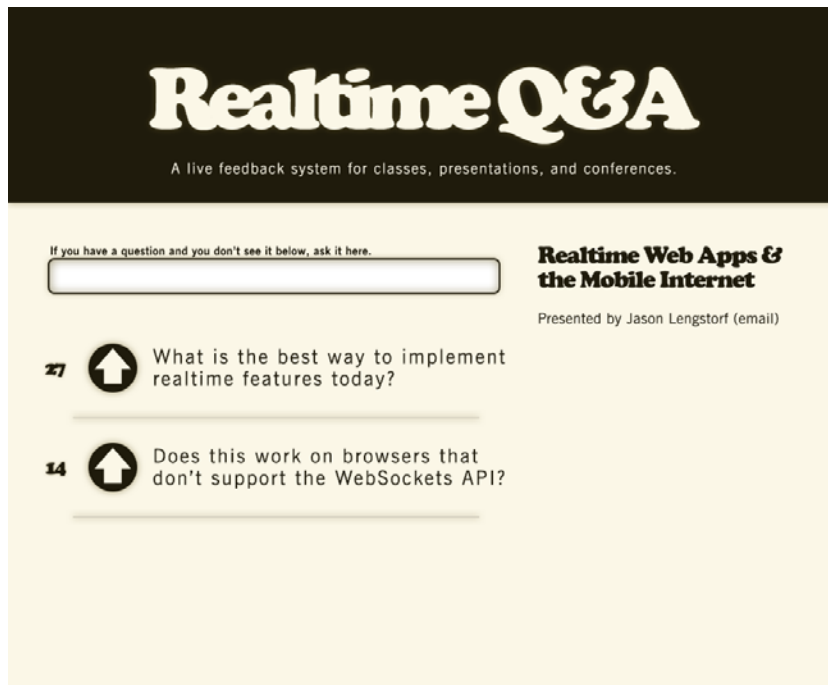 Realtime Q&A
A live feedback system for classes, presentations, and conferences.
If you have a question and you don't see it below, ask it here.
27
What is the best way to implement
realtime features today?
14
Does this work on browsers that
don't support the WebSockets API?
Realtime Web Apps &
the Mobile Internet
Presented by Jason Lengstorf (email)